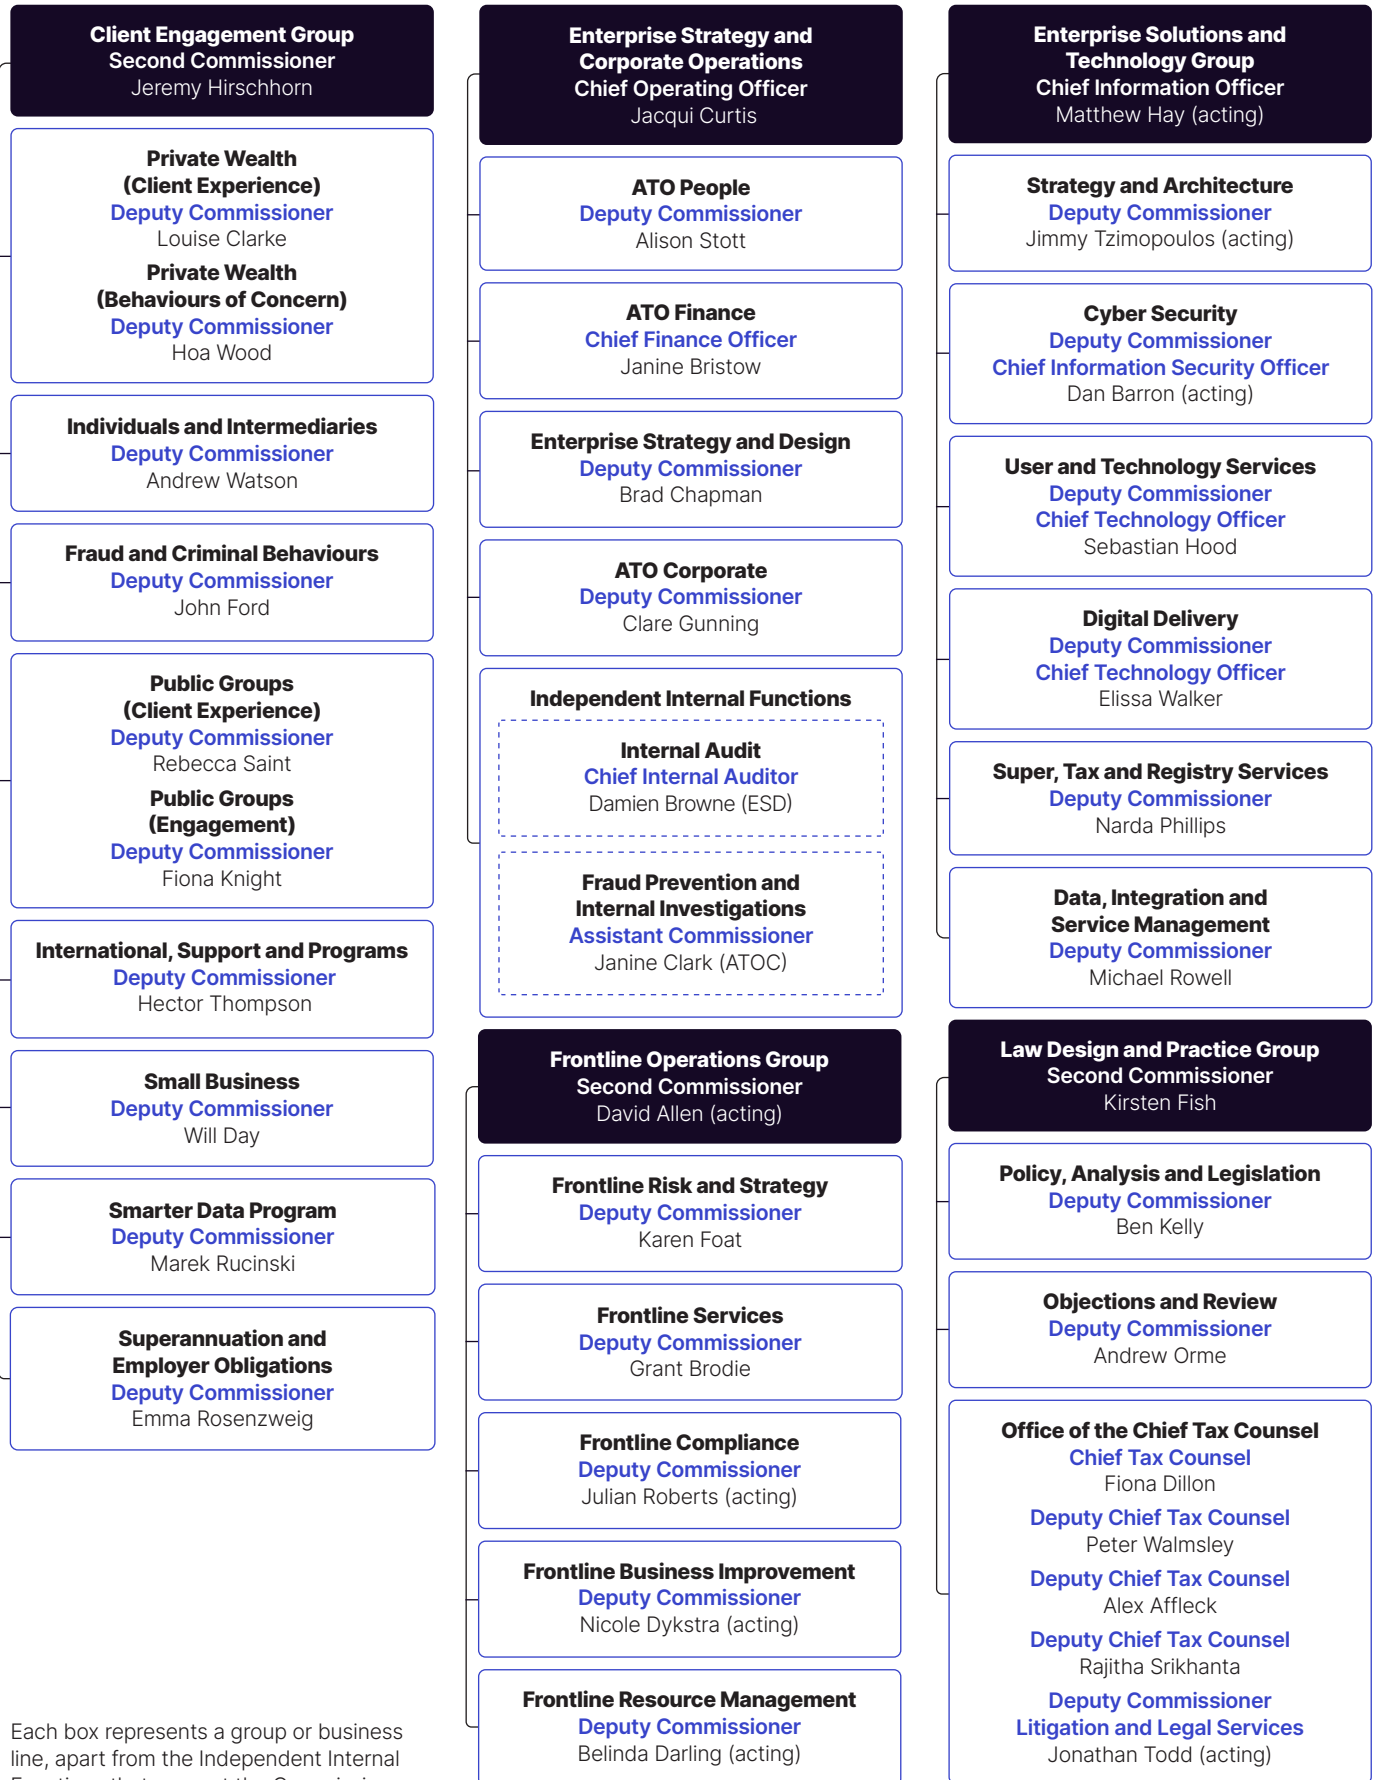 Client Engagement Group
Second Commissioner
Jeremy Hirschhorn
Private Wealth
(Client Experience)
Deputy Commissioner
Louise Clarke
Private Wealth
(Behaviours of Concern)
Deputy Commissioner
Hoa Wood
Individuals and Intermediaries
Deputy Commissioner
Andrew Watson
Fraud and Criminal Behaviours
Deputy Commissioner
John Ford
Public Groups
(Client Experience)
Deputy Commissioner
Rebecca Saint
Public Groups
(Engagement)
Deputy Commissioner
Fiona Knight
International, Support and Programs
Deputy Commissioner
Hector Thompson
Small Business
Deputy Commissioner
Will Day
Smarter Data Program
Deputy Commissioner
Marek Rucinski
Superannuation and
Employer Obligations
Deputy Commissioner
Emma Rosenzweig
Each box represents a group or business
line, apart from the Independent Internal
Enterprise Strategy and
Corporate Operations
Chief Operating Officer
Jacqui Curtis
ATO People
Deputy Commissioner
Alison Stott
ATO Finance
Chief Finance Officer
Janine Bristow
Enterprise Strategy and Design
Deputy Commissioner
Brad Chapman
ATO Corporate
Deputy Commissioner
Clare Gunning
Independent Internal Functions
Internal Audit
Chief Internal Auditor
Damien Browne (ESD)
Fraud Prevention and
Internal Investigations
Assistant Commissioner
Janine Clark (ATOC)
Frontline Operations Group
Second Commissioner
David Allen (acting)
Frontline Risk and Strategy
Deputy Commissioner
Karen Foat
Frontline Services
Deputy Commissioner
Grant Brodie
Frontline Compliance
Deputy Commissioner
Julian Roberts (acting)
Frontline Business Improvement
Deputy Commissioner
Nicole Dykstra (acting)
Frontline Resource Management
Deputy Commissioner
Belinda Darling (acting)
Enterprise Solutions and
Technology Group
Chief Information Officer
Matthew Hay (acting)
Strategy and Architecture
Deputy Commissioner
Jimmy Tzimopoulos (acting)
Cyber Security
Deputy Commissioner
Chief Information Security Officer
Dan Barron (acting)
User and Technology Services
Deputy Commissioner
Chief Technology Officer
Sebastian Hood
Digital Delivery
Deputy Commissioner
Chief Technology Officer
Elissa Walker
Super, Tax and Registry Services
Deputy Commissioner
Narda Phillips
Data, Integration and
Service Management
Deputy Commissioner
Michael Rowell
Law Design and Practice Group
Second Commissioner
Kirsten Fish
Policy, Analysis and Legislation
Deputy Commissioner
Ben Kelly
Objections and Review
Deputy Commissioner
Andrew Orme
Office of the Chief Tax Counsel
Chief Tax Counsel
Fiona Dillon
Deputy Chief Tax Counsel
Peter Walmsley
Deputy Chief Tax Counsel
Alex Affleck
Deputy Chief Tax Counsel
Rajitha Srikhanta
Deputy Commissioner
Litigation and Legal Services
Jonathan Todd (acting)